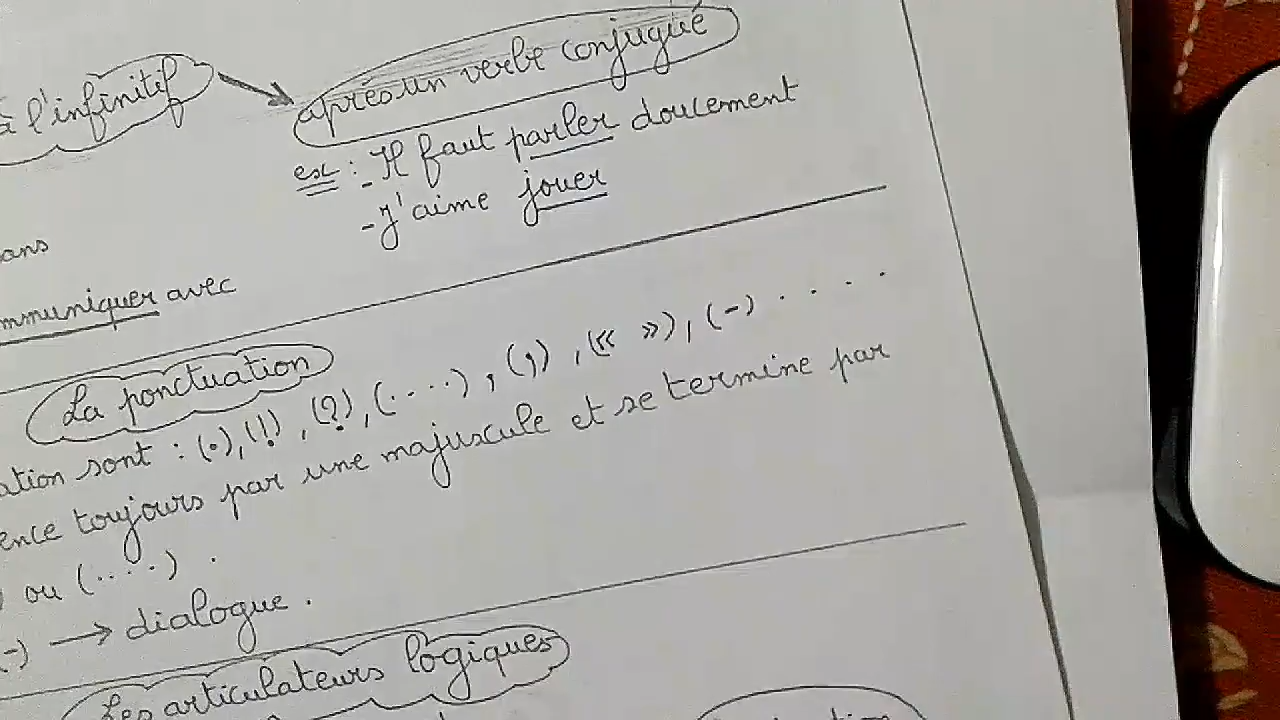 à l'infinitif
après un verbe conjugué
ex : - Il faut parler doucement
- J'aime jouer
ans
mmuniquer avec
La ponctuation
ation sont : (.), (!), (?), (....), (,), (« »), (-) ....
ence toujours par une majuscule et se termine par
) ou (....) .
(-) → dialogue.
Les articulateurs logiques